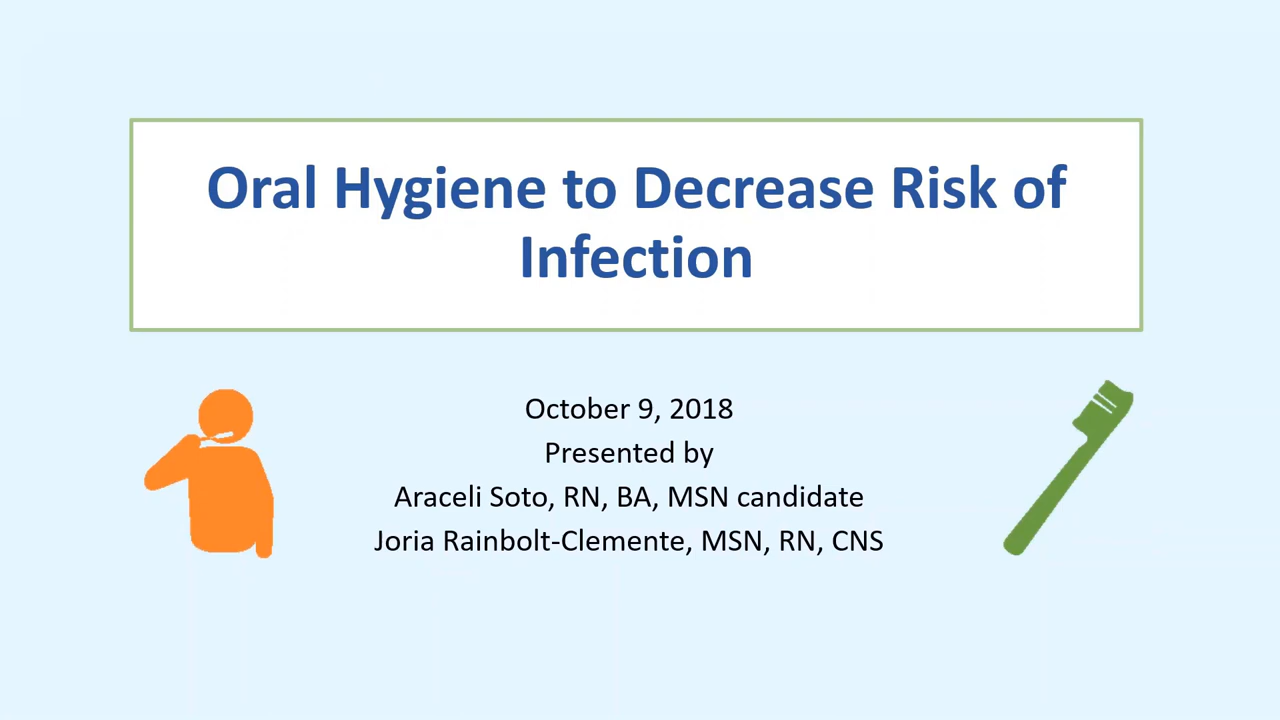 Oral Hygiene to Decrease Risk of
Infection
October 9, 2018
Presented by
Araceli Soto, RN, BA, MSN candidate
Joria Rainbolt-Clemente, MSN, RN, CNS